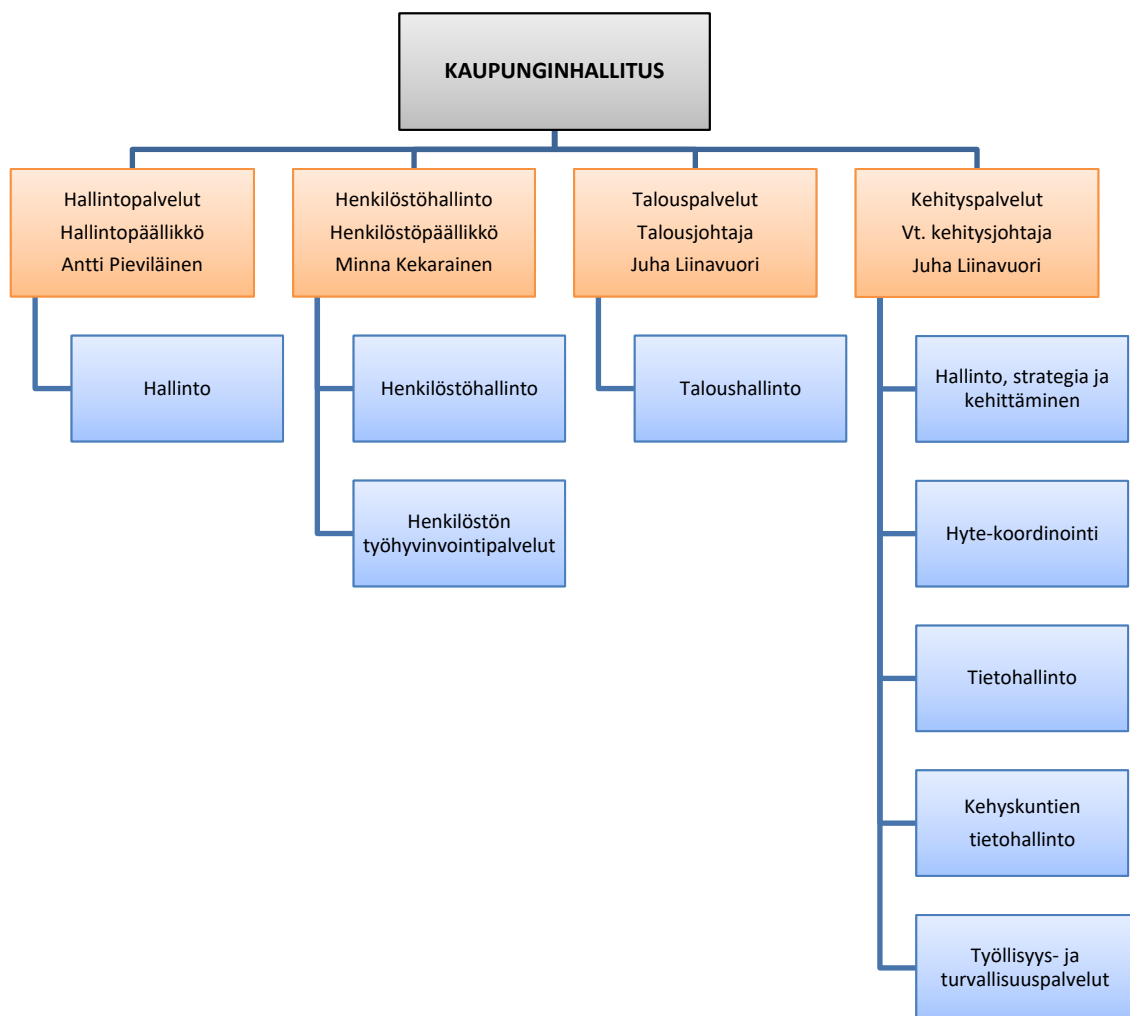 KAUPUNGINHALLITUS
Hallintopalvelut
Hallintopäällikkö
Antti Pieviläinen
Henkilöstöhallinto
Henkilöstöpäällikkö
Minna Kekarainen
Talouspalvelut
Talousjohtaja
Juha Liinavuori
Kehityspalvelut
Vt. kehitysjohtaja
Juha Liinavuori
Hallinto
Henkilöstöhallinto
Henkilöstön
työhyvinvointipalvelut
Taloushallinto
Hallinto, strategia ja
kehittäminen
Hyte-koordinointi
Tietohallinto
Kehyskuntien
tietohallinto
Työllisyys- ja
turvallisuuspalvelut